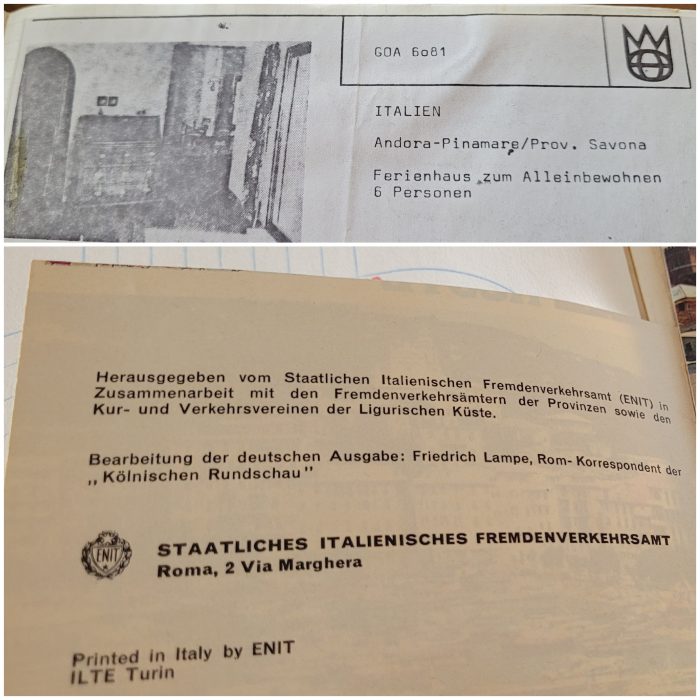 GOA 6o81
ITALIEN
Andora-Pinamare/Prov. Savona
Ferienhaus zum Alleinbewohnen
6 Personen
Herausgegeben vom Staatlichen Italienischen Fremdenverkehrsamt (ENIT) in
Zusammenarbeit mit den Fremdenverkehrsämtern der Provinzen sowie den
Kur- und Verkehrsvereinen der Ligurischen Küste.
Bearbeitung der deutschen Ausgabe: Friedrich Lampe, Rom- Korrespondent der
„Kölnischen Rundschau"
ENIT
STAATLICHES ITALIENISCHES FREMDENVERKEHRSAMT
Roma, 2 Via Marghera
Printed in Italy by ENIT
ILTE Turin